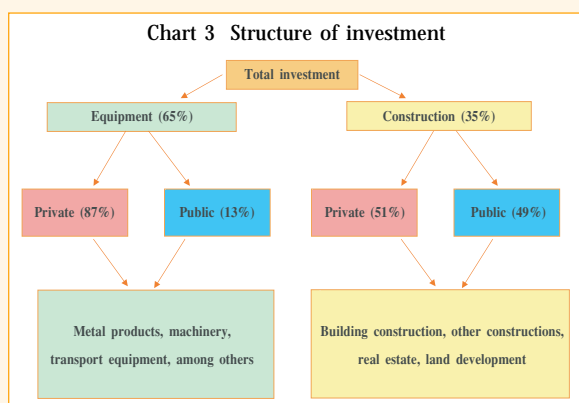 Chart 3 Structure of investment
Total investment
Equipment (65%)
Construction (35%)
Private (87%)
Public (13%)
Private (51%)
Public (49%)
Metal products, machinery,
transport equipment, among others
Building construction, other constructions,
real estate, land development